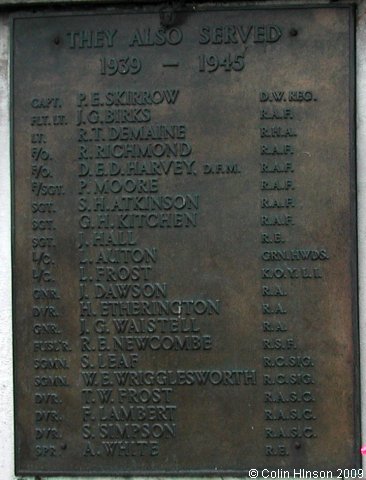 THEY ALSO SERVED
1939 – 1945
CAPT. P.E. SKIRROW D.W. REG.
FLT. LT. J.G. BIRKS R.A.F.
LT. R.T. DEMAINE R.H.A.
F/O. R. RICHMOND R.A.F.
F/O. D.E.D. HARVEY, D.F.M. R.A.F.
F/SGT. P. MOORE R.A.F.
SGT. S.H. ATKINSON R.A.F.
SGT. G.H. KITCHEN R.A.F.
SGT. J. HALL R.E.
L/C. L. AUTON GRN. HWDS.
L/C. I. FROST K.O.Y.L.I.
GNR. J. DAWSON R.A.
DVR. H. ETHERINGTON R.A.
GNR. J.G. WAISTELL R.A.
FUSL'R. R.E. NEWCOMBE R.S.F.
SGMN. S. LEAF R.C. SIG.
SGMN. W.E. WRIGGLESWORTH R.C. SIG.
DVR. T.W. FROST R.A.S.C.
DVR. F. LAMBERT R.A.S.C.
DVR. S. SIMPSON R.A.S.C.
SPR. A. WHITE R.E.
©Colin Hinson 2009